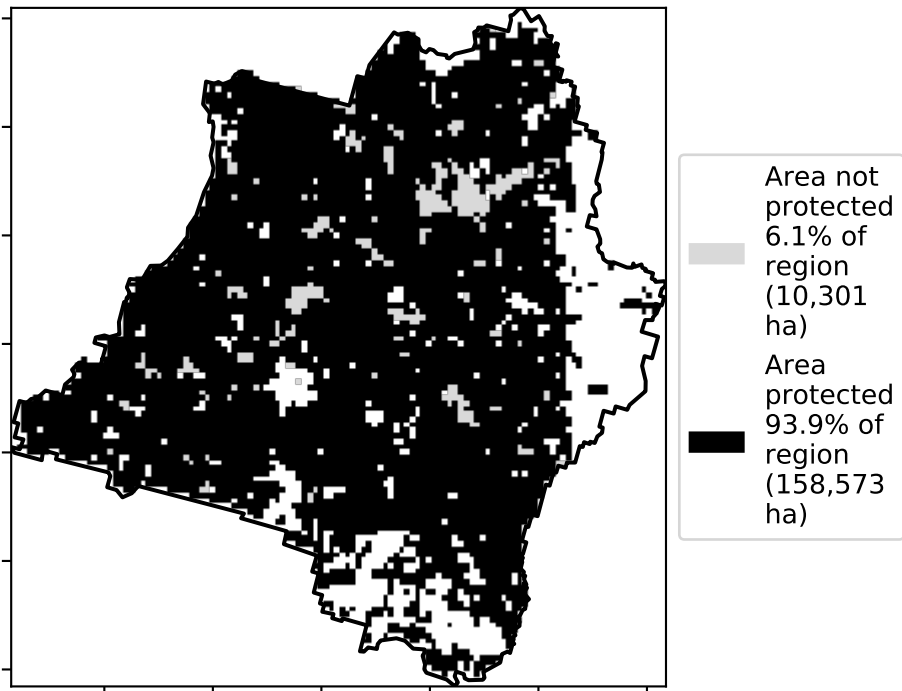 Area not
protected
6.1% of
region
(10,301
ha)
Area
protected
93.9% of
region
(158,573
ha)